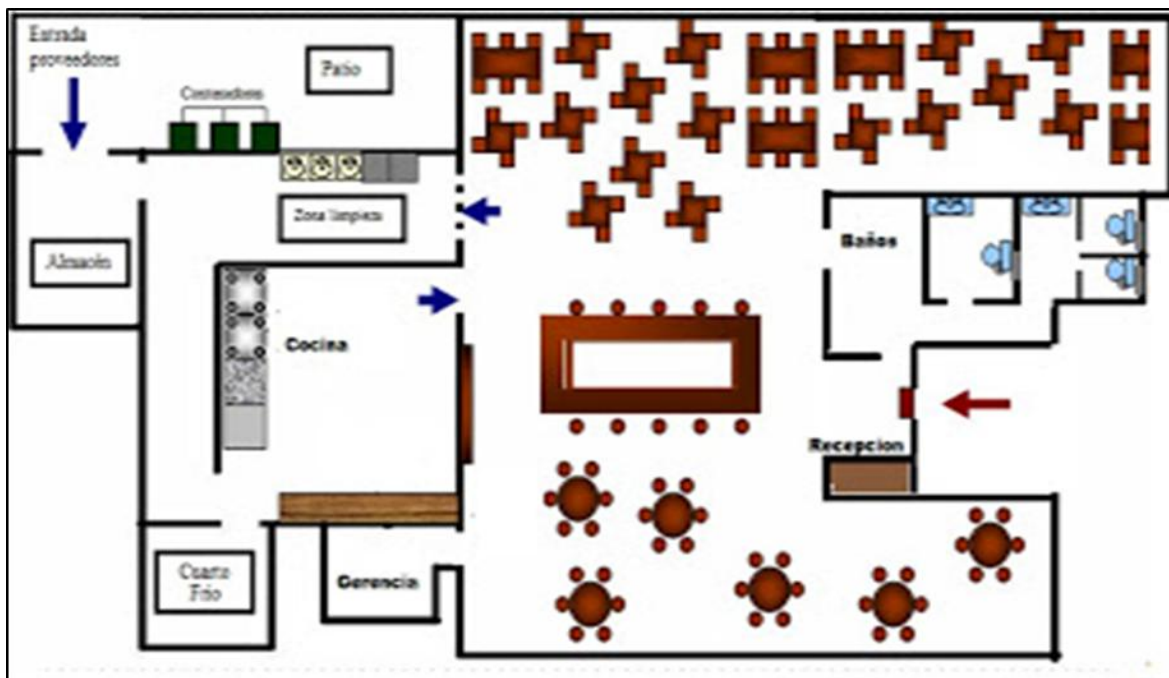 Entrada
proveedores
Patio
Contenedores
Zona limpieza
Baños
Almacén
Cocina
Recepcion
Cuarto
Frio
Gerencia